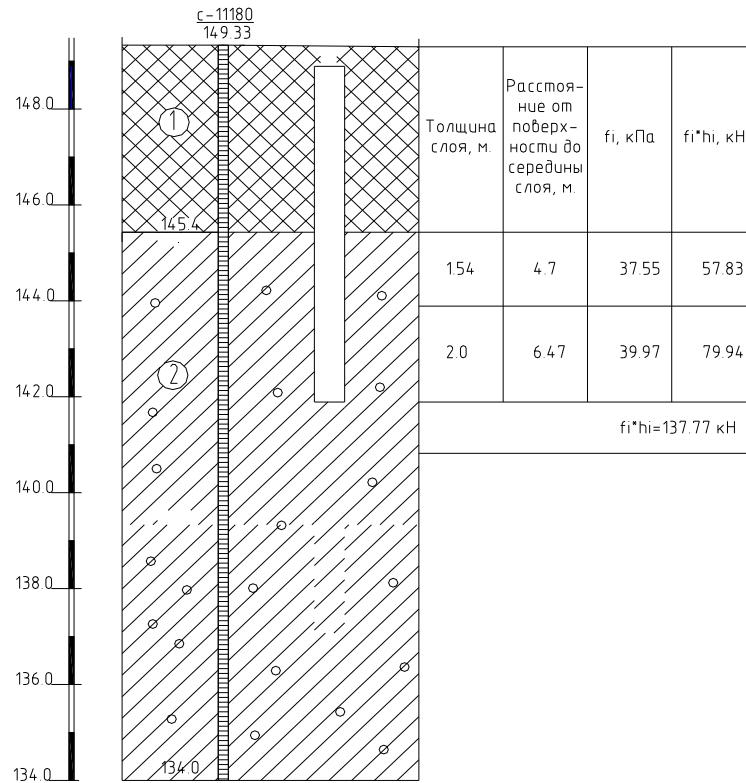 с-11180
149.33
148.0
146.0
144.0
142.0
140.0
138.0
136.0
134.0
1
145.4
2
134.0
Толщина
слоя, м.
Расстоя-
ние от
поверх-
ности до
середины
слоя, м.
fi, кПа
fi*hi, кН
1.54
4.7
37.55
57.83
2.0
6.47
39.97
79.94
fi*hi=137.77 кН